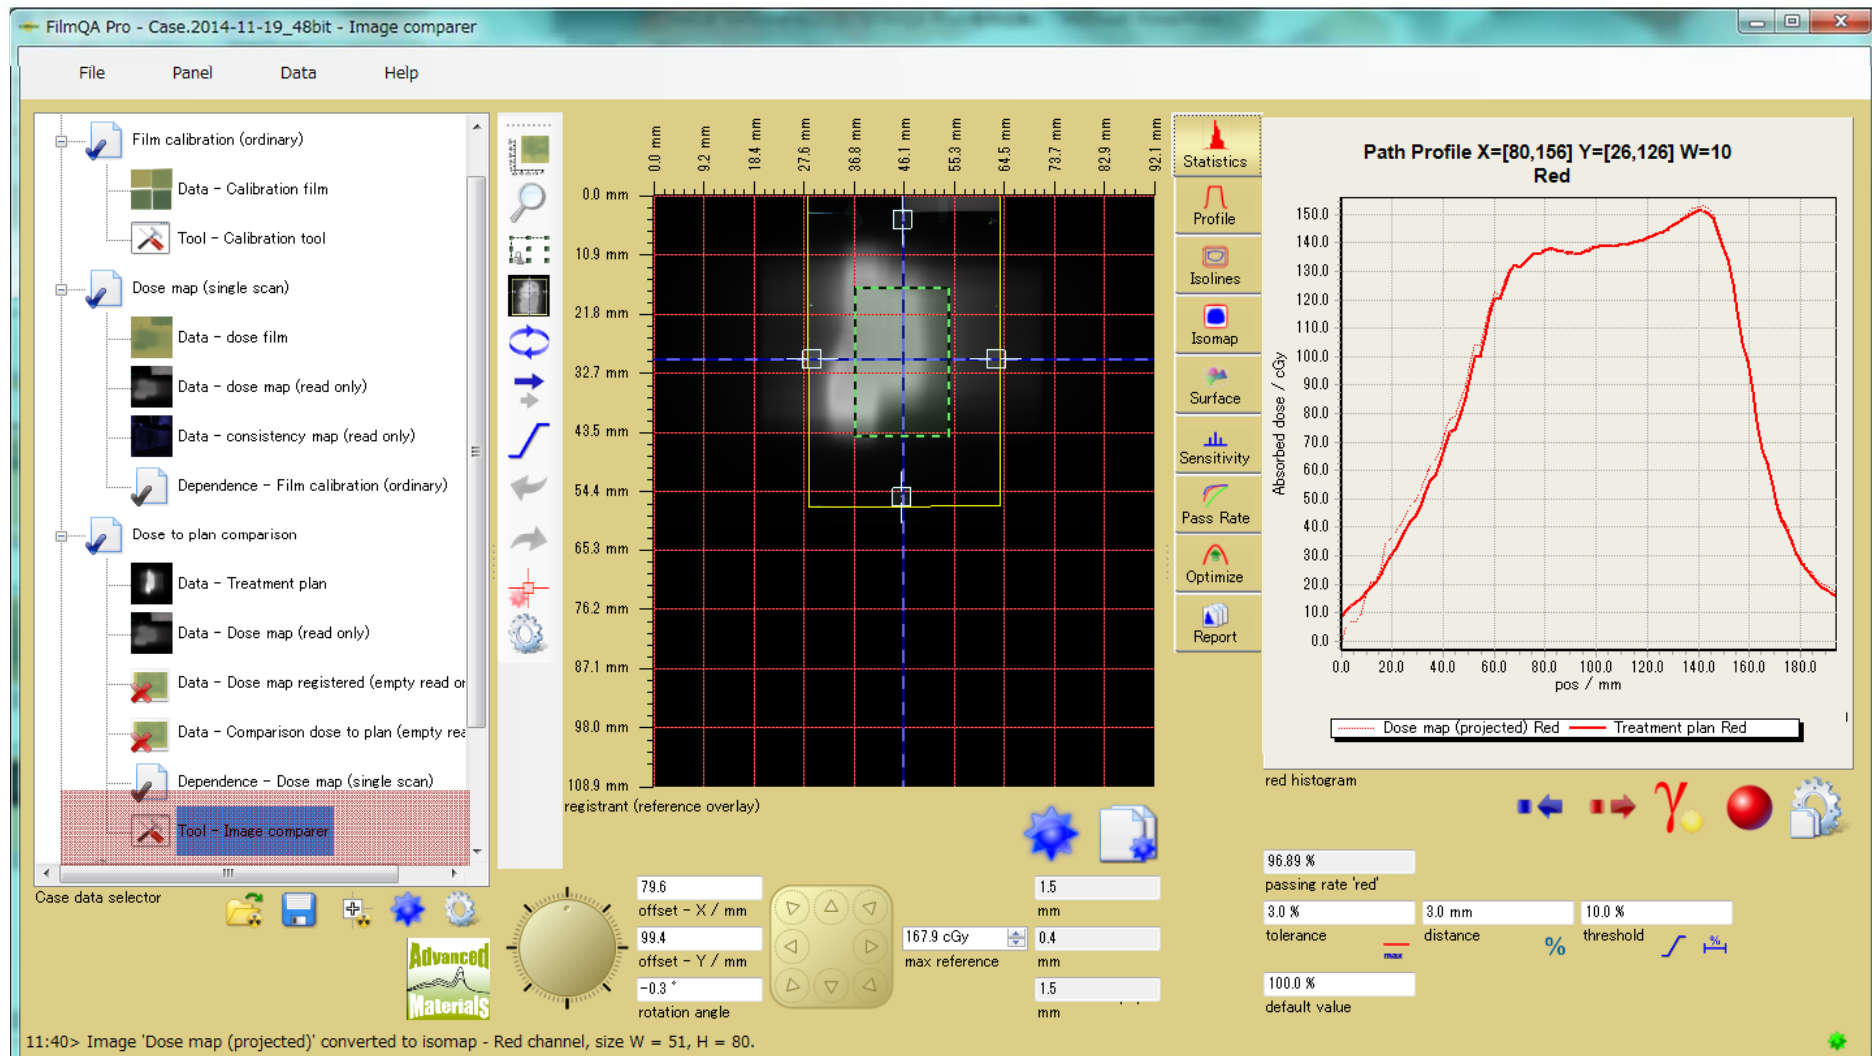 FilmQA Pro - Case.2014-11-19_48bit - Image comparer
File Panel Data Help
Film calibration (ordinary)
Data - Calibration film
Tool - Calibration tool
Dose map (single scan)
Data - dose film
Data - dose map (read only)
Data - consistency map (read only)
Dependence - Film calibration (ordinary)
Dose to plan comparison
Data - Treatment plan
Data - Dose map (read only)
Data - Dose map registered (empty read or
Data - Comparison dose to plan (empty rea
Dependence - Dose map (single scan)
Tool - Image comparer
Case data selector
Advanced
Materials
0.0 mm
9.2 mm
18.4 mm
27.6 mm
36.8 mm
46.1 mm
55.3 mm
64.5 mm
73.7 mm
82.9 mm
92.1 mm
0.0 mm
10.9 mm
21.8 mm
32.7 mm
43.5 mm
54.4 mm
65.3 mm
76.2 mm
87.1 mm
98.0 mm
108.9 mm
registrant (reference overlay)
79.6
offset - X / mm
99.4
offset - Y / mm
-0.3 °
rotation angle
167.9 cGy
max reference
1.5
mm
0.4
mm
1.5
mm
Statistics
Profile
Isolines
Isomap
Surface
Sensitivity
Pass Rate
Optimize
Report
Path Profile X=[80,156] Y=[26,126] W=10
Red
Absorbed dose / cGy
150.0
140.0
130.0
120.0
110.0
100.0
90.0
80.0
70.0
60.0
50.0
40.0
30.0
20.0
10.0
0.0
0.0 20.0 40.0 60.0 80.0 100.0 120.0 140.0 160.0 180.0
pos / mm
Dose map (projected) Red Treatment plan Red
red histogram
γ
96.89 %
passing rate 'red'
3.0 % 3.0 mm 10.0 %
tolerance max distance % threshold %
100.0 %
default value
11:40> Image 'Dose map (projected)' converted to isomap - Red channel, size W = 51, H = 80.